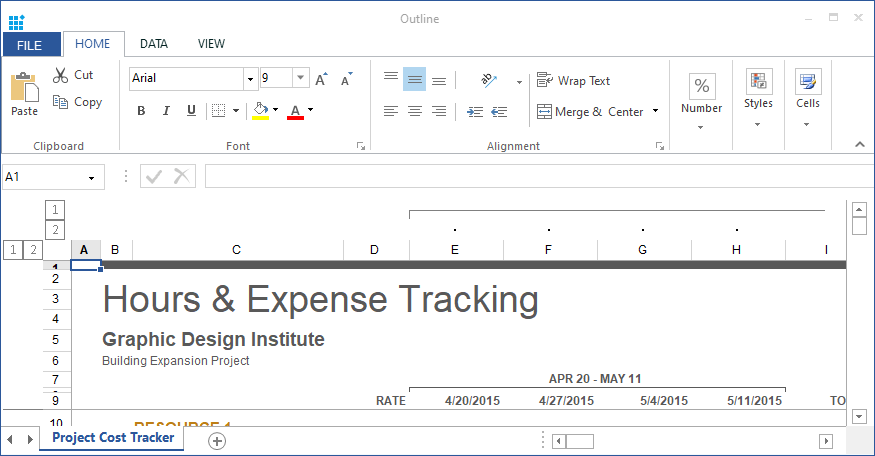 Outline
FILE HOME DATA VIEW
Cut
Copy
Paste
Arial 9 A A
B I U A
ab
Wrap Text
Merge & Center
%
Number
Styles
Cells
Clipboard Font Alignment
A1
1
2
1 2 A B C D E F G H I
1
2
3 Hours & Expense Tracking
4
5 Graphic Design Institute
6 Building Expansion Project
7 APR 20 - MAY 11
9 RATE 4/20/2015 4/27/2015 5/4/2015 5/11/2015 TO
10 RESOURCE 1
Project Cost Tracker